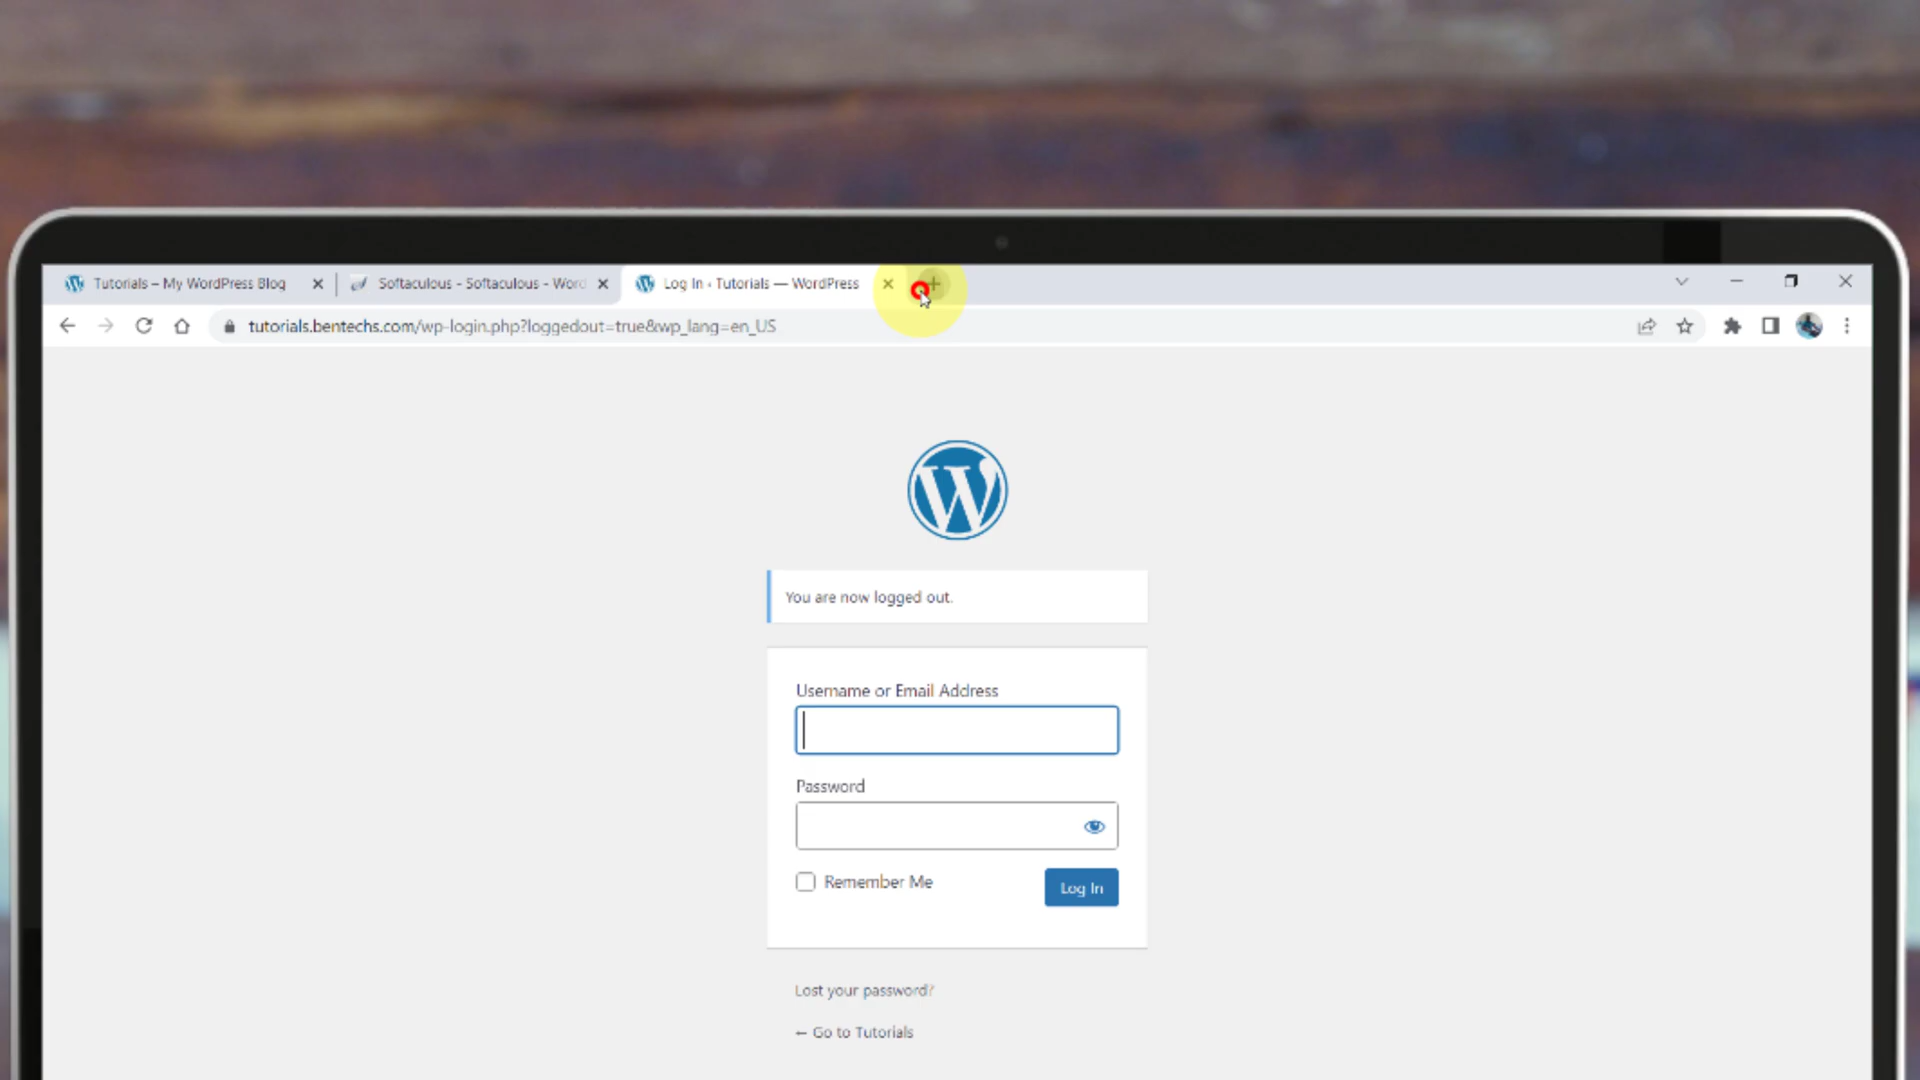 Tutorials – My WordPress Blog
Softaculous - Softaculous - Word
Log In ‹ Tutorials — WordPress
tutorials.bentechs.com/wp-login.php?loggedout=true&wp_lang=en_US
You are now logged out.
Username or Email Address
Password
Remember Me
Log In
Lost your password?
← Go to Tutorials